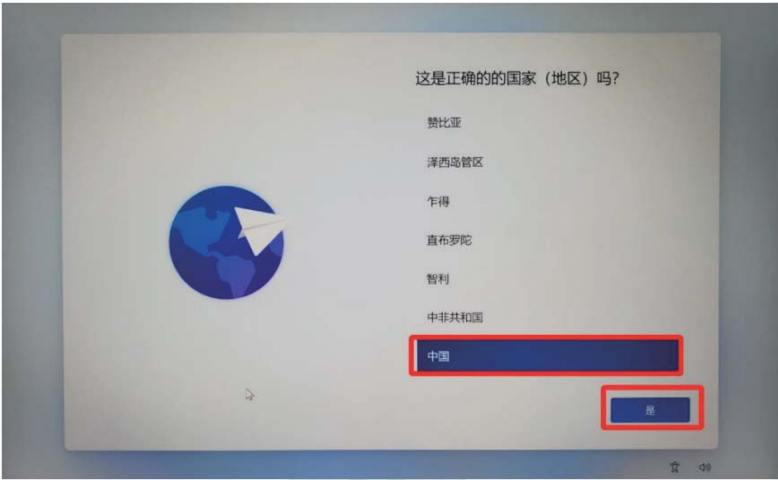 这是正确的的国家（地区）吗？
赞比亚
泽西岛管区
乍得
直布罗陀
智利
中非共和国
中国
是